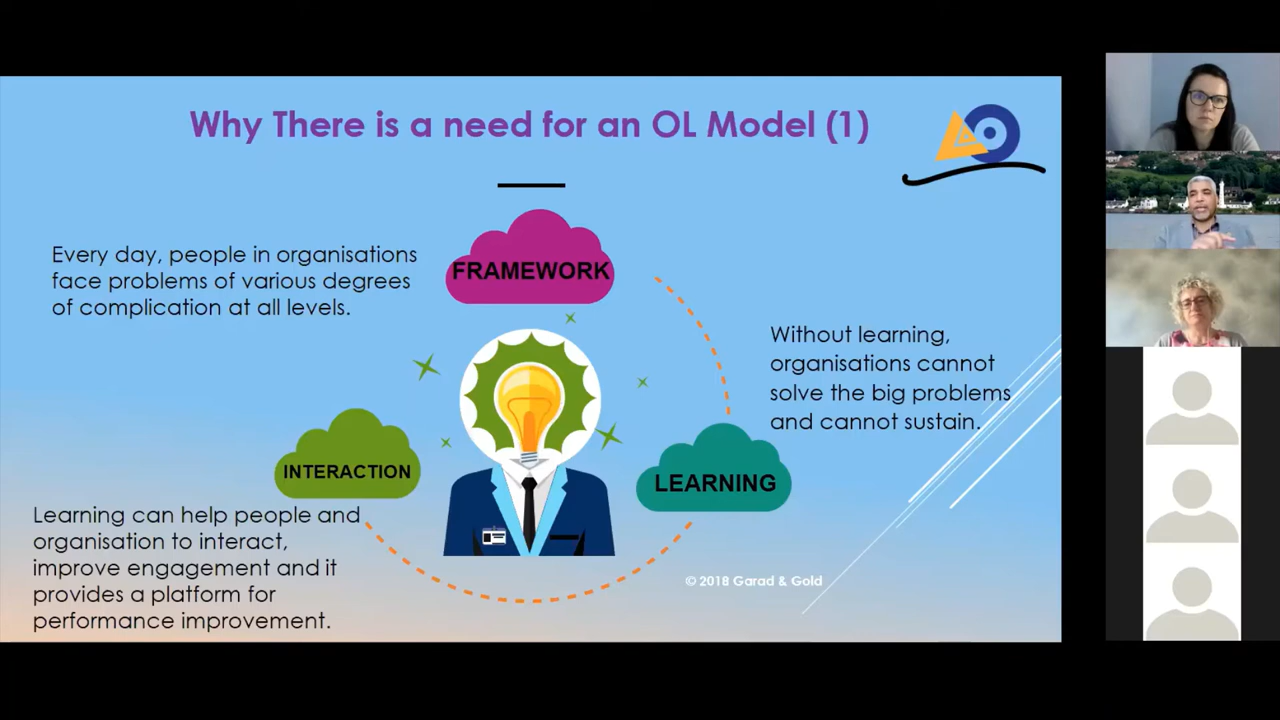 Why There is a need for an OL Model (1)
Every day, people in organisations
face problems of various degrees
of complication at all levels.
FRAMEWORK
Without learning,
organisations cannot
solve the big problems
and cannot sustain.
INTERACTION
LEARNING
Learning can help people and
organisation to interact,
improve engagement and it
provides a platform for
performance improvement.
© 2018 Garad & Gold